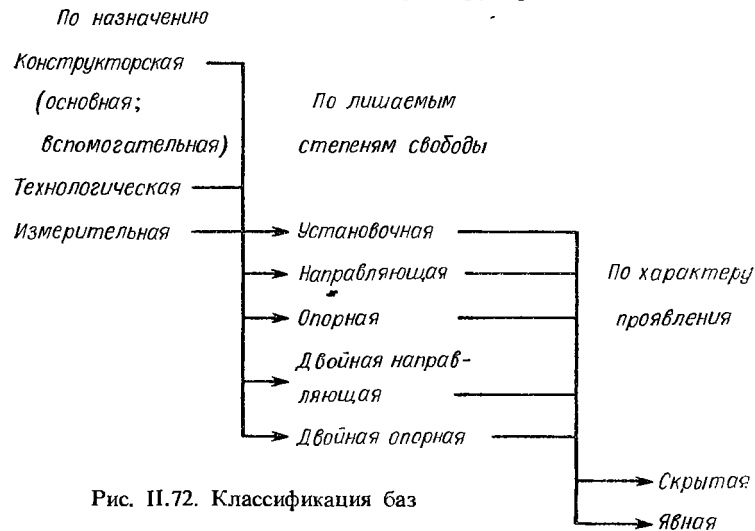 По назначению
Конструкторская
(основная;
вспомогательная)
Технологическая
Измерительная
По лишаемым
степеням свободы
Установочная
Направляющая
Опорная
Двойная направ-
ляющая
Двойная опорная
По характеру
проявления
Скрытая
Явная
Рис. II.72. Классификация баз